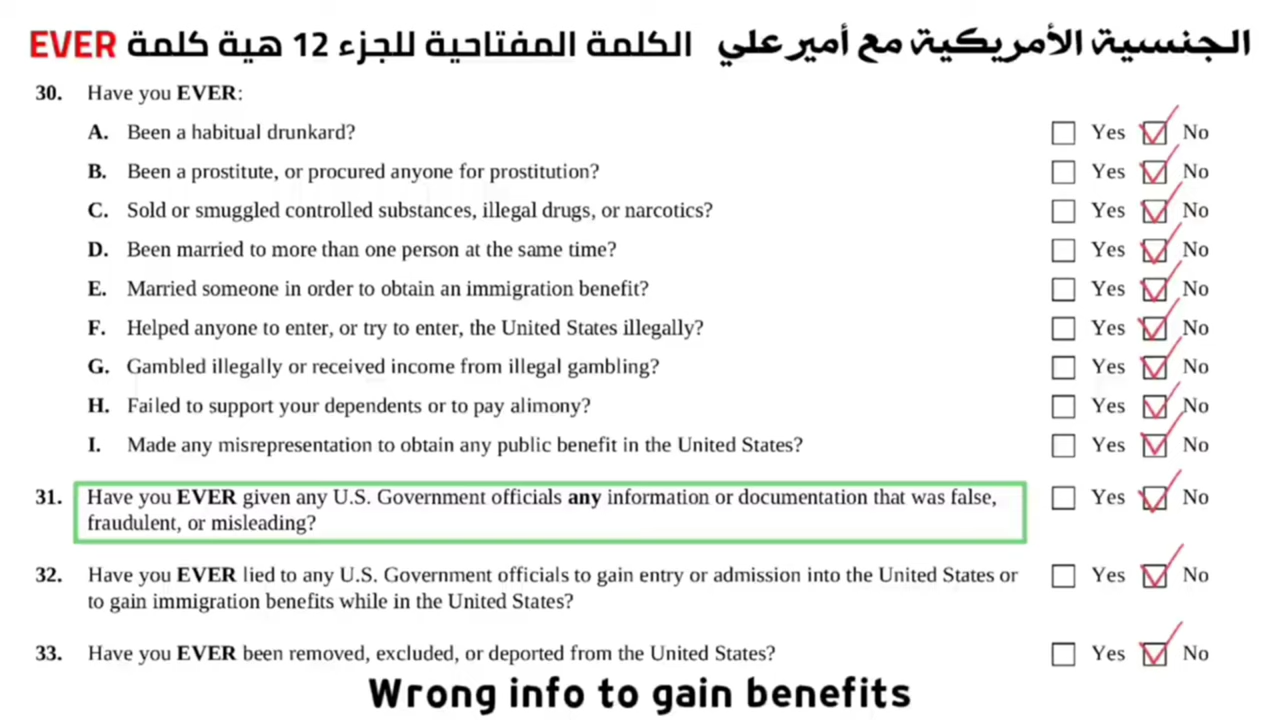 الجنسية الأمريكية مع أمير علي الكلمة المفتاحية للجزء 12 هية كلمة EVER
30. Have you EVER:
A. Been a habitual drunkard? Yes No
B. Been a prostitute, or procured anyone for prostitution? Yes No
C. Sold or smuggled controlled substances, illegal drugs, or narcotics? Yes No
D. Been married to more than one person at the same time? Yes No
E. Married someone in order to obtain an immigration benefit? Yes No
F. Helped anyone to enter, or try to enter, the United States illegally? Yes No
G. Gambled illegally or received income from illegal gambling? Yes No
H. Failed to support your dependents or to pay alimony? Yes No
I. Made any misrepresentation to obtain any public benefit in the United States? Yes No
31. Have you EVER given any U.S. Government officials any information or documentation that was false, Yes No
fraudulent, or misleading?
32. Have you EVER lied to any U.S. Government officials to gain entry or admission into the United States or Yes No
to gain immigration benefits while in the United States?
33. Have you EVER been removed, excluded, or deported from the United States? Yes No
Wrong info to gain benefits